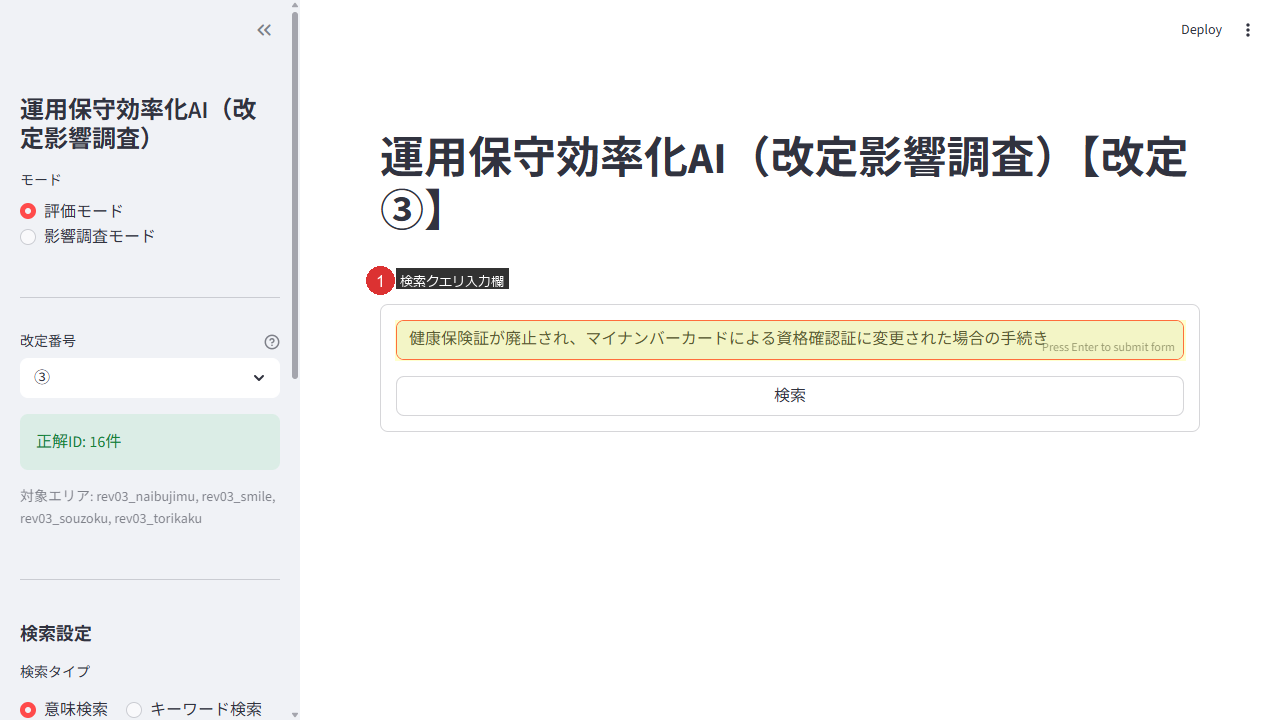 運用保守効率化AI（改
定影響調査）
モード
評価モード
影響調査モード
改定番号
③
正解ID: 16件
対象エリア: rev03_naibujimu, rev03_smile,
rev03_souzoku, rev03_torikaku
検索設定
検索タイプ
意味検索 キーワード検索
Deploy
運用保守効率化AI（改定影響調査）【改定
③】
1 検索クエリ入力欄
健康保険証が廃止され、マイナンバーカードによる資格確認証に変更された場合の手続き
Press Enter to submit form
検索